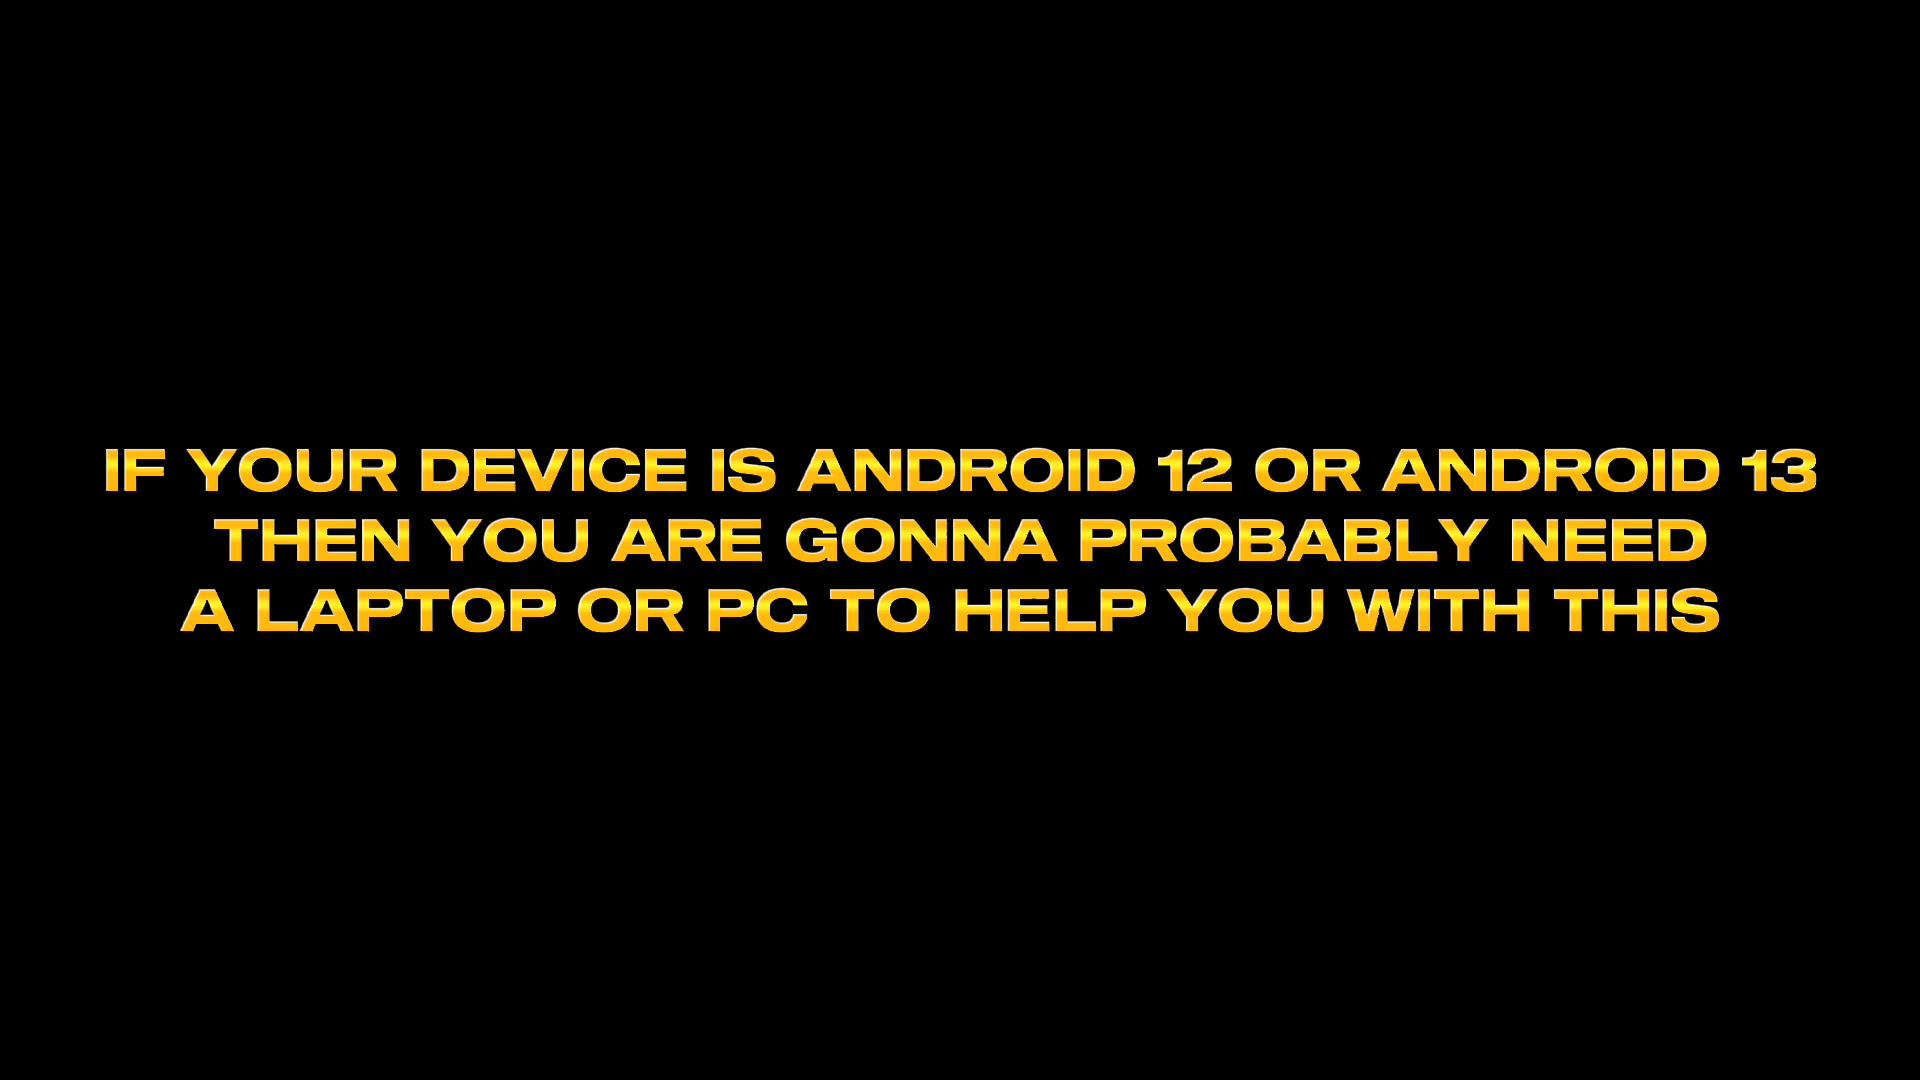 IF YOUR DEVICE IS ANDROID 12 OR ANDROID 13
THEN YOU ARE GONNA PROBABLY NEED
A LAPTOP OR PC TO HELP YOU WITH THIS